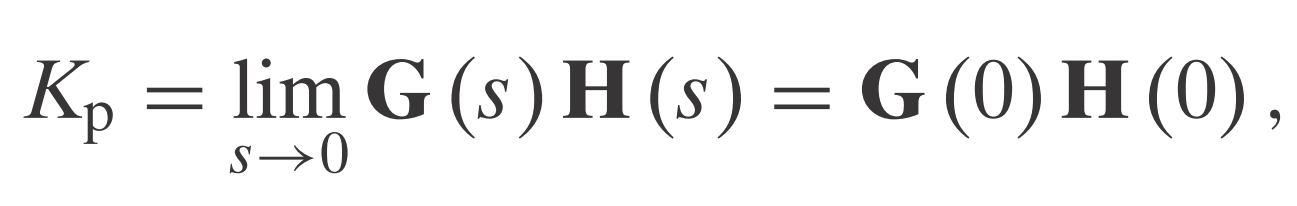 K_p = lim_{s→0} G(s) H(s) = G(0) H(0),